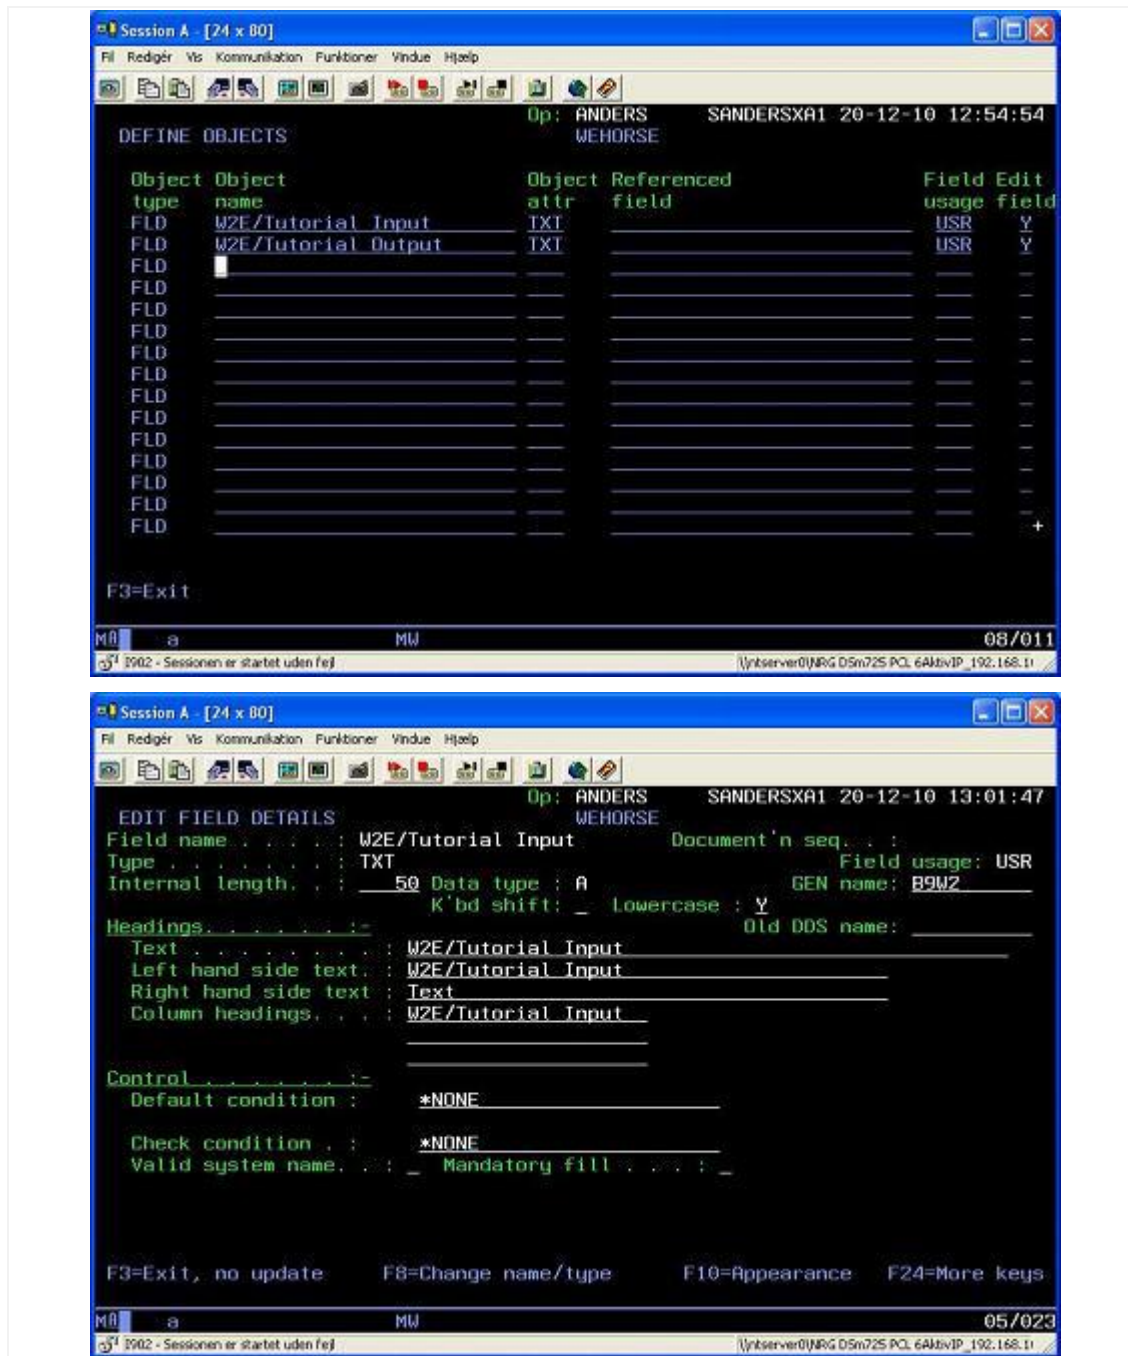 Session A - [24 x 80]
Fil Redigér Vis Kommunikation Funktioner Vindue Hjælp
Op: ANDERS SANDERSXA1 20-12-10 12:54:54
DEFINE OBJECTS WEHORSE
Object Object Object Referenced Field Edit
type name attr field usage field
FLD W2E/Tutorial Input TXT USR Y
FLD W2E/Tutorial Output TXT USR Y
FLD
FLD
FLD
FLD
FLD
FLD
FLD
FLD
FLD
FLD
FLD
FLD
FLD +
F3=Exit
MA a MW 08/011
I902 - Sessionen er startet uden fejl
Session A - [24 x 80]
Fil Redigér Vis Kommunikation Funktioner Vindue Hjælp
Op: ANDERS SANDERSXA1 20-12-10 13:01:47
EDIT FIELD DETAILS WEHORSE
Field name . . . . . : W2E/Tutorial Input Document'n seq. . :
Type . . . . . . . . : TXT Field usage: USR
Internal length. . : 50 Data type : A GEN name: B9W2
K'bd shift: _ Lowercase : Y
Headings. . . . . . :- Old DDS name:
Text . . . . . . . . : W2E/Tutorial Input
Left hand side text. : W2E/Tutorial Input
Right hand side text : Text
Column headings. . . : W2E/Tutorial Input
Control . . . . . . :-
Default condition : *NONE
Check condition . : *NONE
Valid system name. . : _ Mandatory fill . . . : _
F3=Exit, no update F8=Change name/type F10=Appearance F24=More keys
MA a MW 05/023
I902 - Sessionen er startet uden fejl